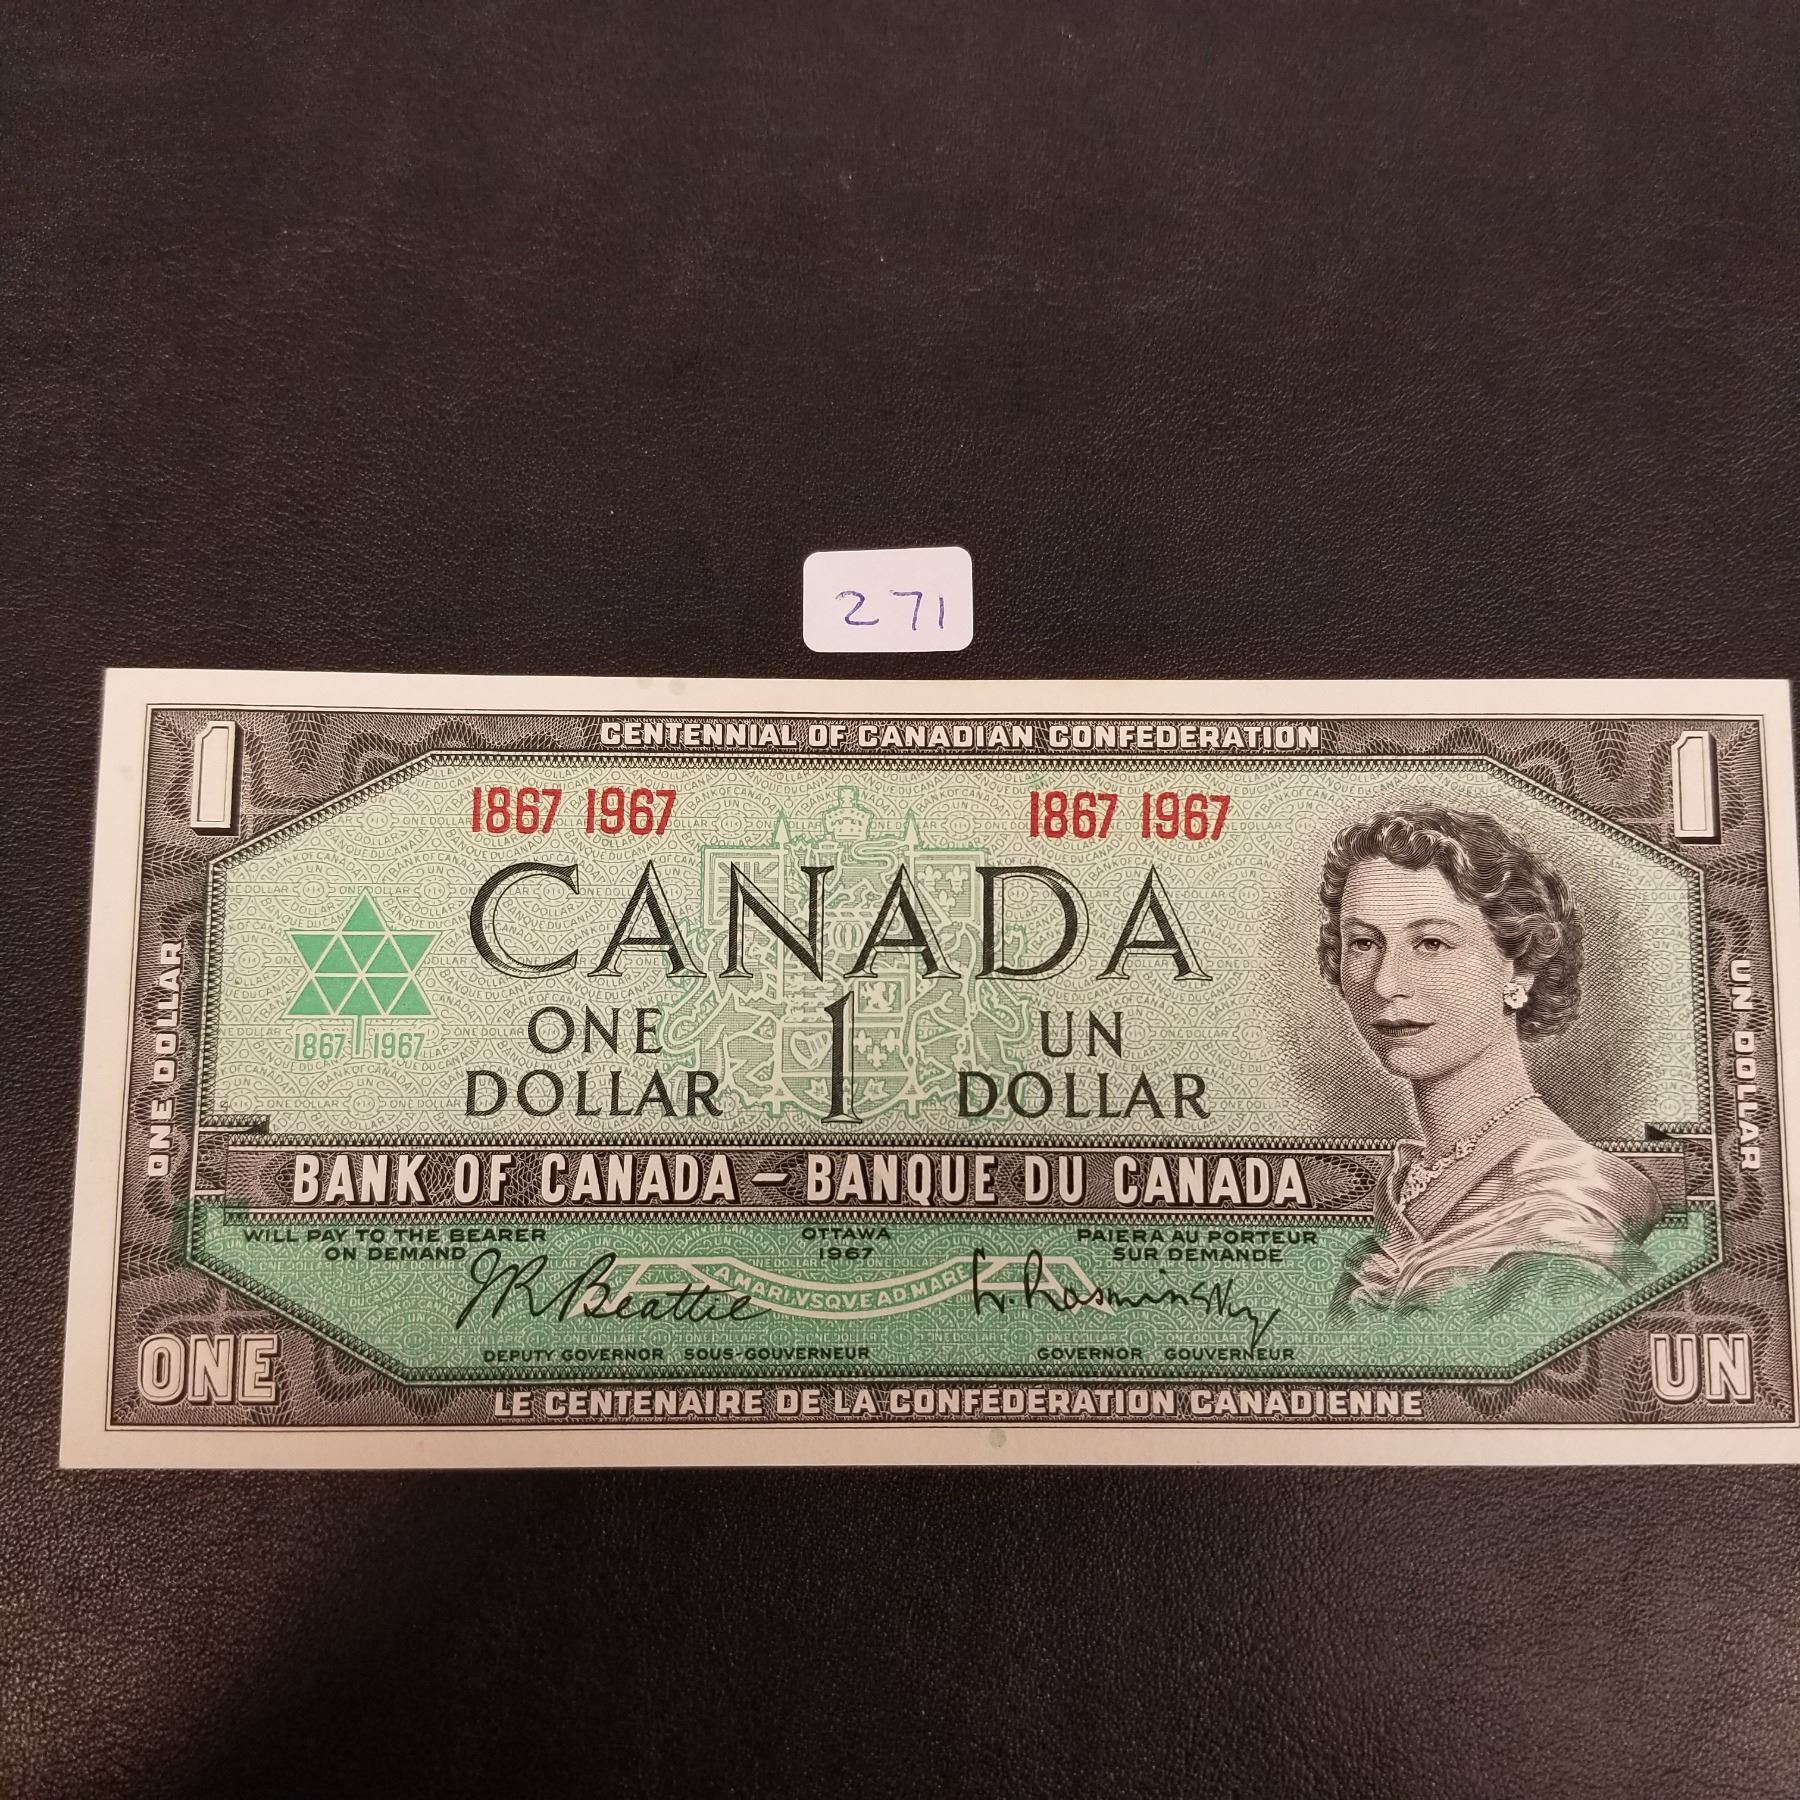 271
CENTENNIAL OF CANADIAN CONFEDERATION
1 1
1867 1967 1867 1967
CANADA
1867 1967
ONE DOLLAR 1 UN DOLLAR
ONE DOLLAR
UN DOLLAR
BANK OF CANADA – BANQUE DU CANADA
WILL PAY TO THE BEARER
ON DEMAND
OTTAWA
1967
PAIERA AU PORTEUR
SUR DEMANDE
A MARI VSQVE AD MARE
J R Beattie
L. Rasminsky
DEPUTY GOVERNOR SOUS-GOUVERNEUR
GOVERNOR GOUVERNEUR
ONE UN
LE CENTENAIRE DE LA CONFÉDÉRATION CANADIENNE